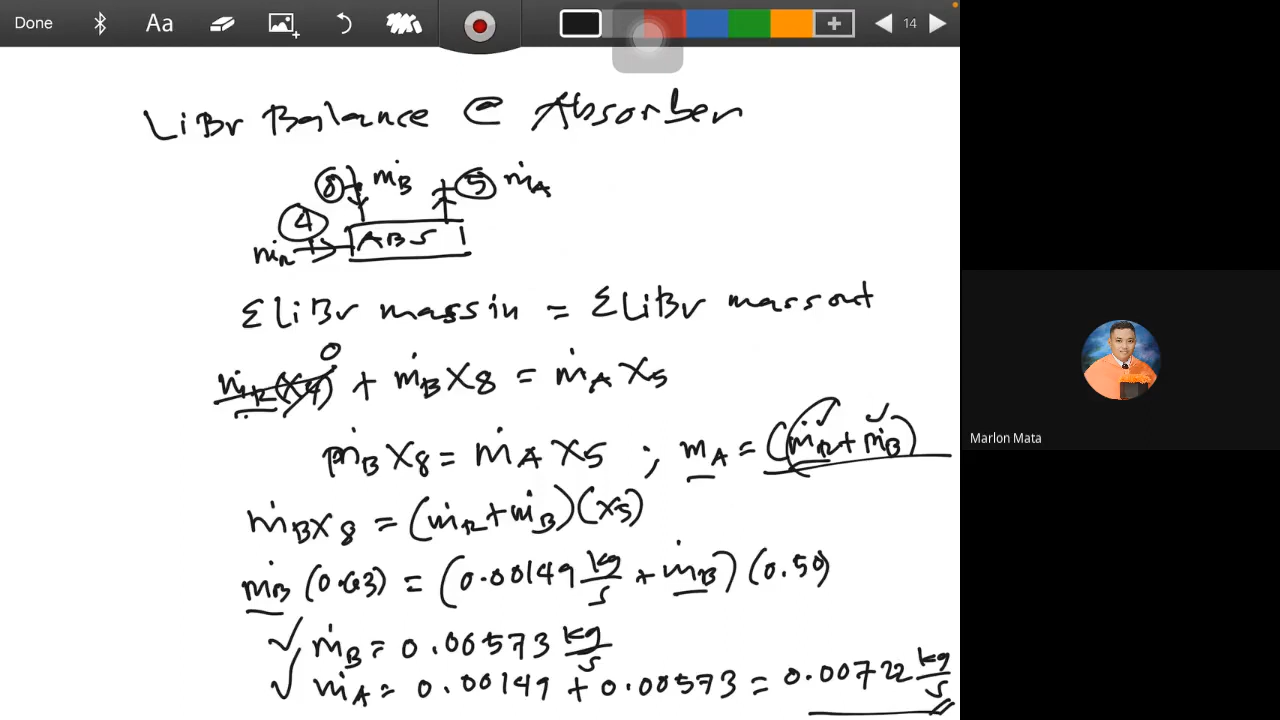 Done Aa 14
LiBr Balance @ Absorber
8 ṁB 5 ṁA
4
ṁR ABS
ΣLiBr mass in = ΣLiBr mass out
0
ṁR(X4) + ṁB X8 = ṁA X5
ṁB X8 = ṁA X5 ; mA = (ṁR + ṁB)
ṁB X8 = (ṁR + ṁB)(X5)
ṁB (0.63) = (0.00149 kg/s + ṁB)(0.50)
✓ ṁB = 0.00573 kg/s
✓ ṁA = 0.00149 + 0.00573 = 0.00722 kg/s
Marlon Mata